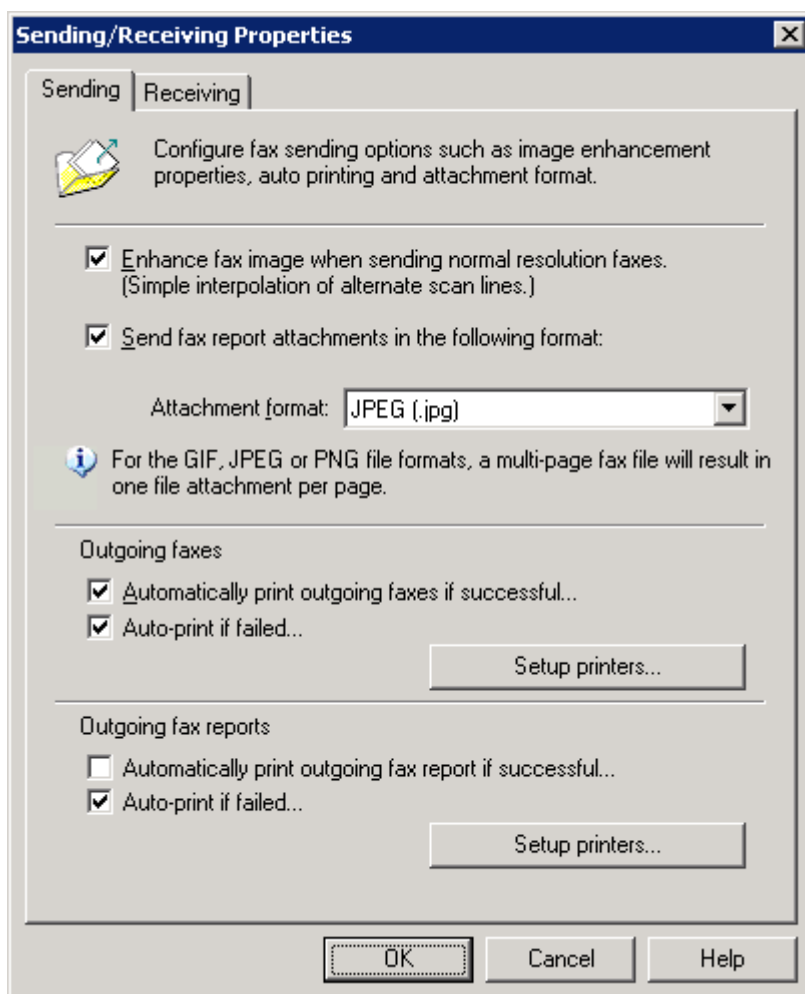 Sending/Receiving Properties
Sending
Receiving
Configure fax sending options such as image enhancement
properties, auto printing and attachment format.
Enhance fax image when sending normal resolution faxes.
(Simple interpolation of alternate scan lines.)
Send fax report attachments in the following format:
Attachment format: JPEG (.jpg)
For the GIF, JPEG or PNG file formats, a multi-page fax file will result in
one file attachment per page.
Outgoing faxes
Automatically print outgoing faxes if successful...
Auto-print if failed...
Setup printers...
Outgoing fax reports
Automatically print outgoing fax report if successful...
Auto-print if failed...
Setup printers...
OK
Cancel
Help